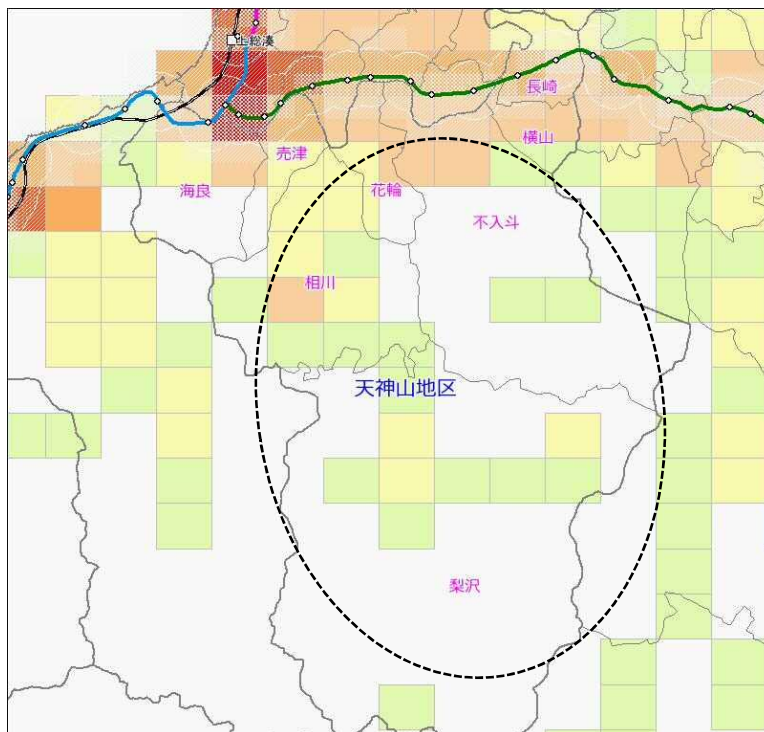 上総湊
長崎
横山
売津
海良
花輪
不入斗
相川
天神山地区
梨沢